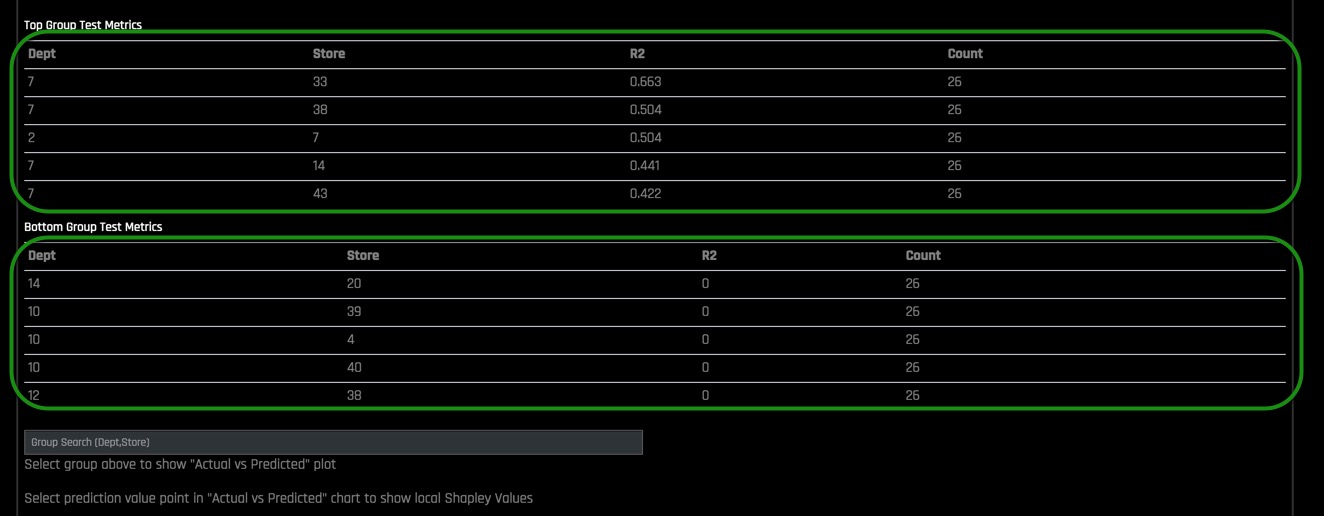 Top Group Test Metrics
Dept Store R2 Count
7 33 0.663 26
7 38 0.504 26
2 7 0.504 26
7 14 0.441 26
7 43 0.422 26
Bottom Group Test Metrics
Dept Store R2 Count
14 20 0 26
10 39 0 26
10 4 0 26
10 40 0 26
12 38 0 26
Group Search (Dept,Store)
Select group above to show "Actual vs Predicted" plot
Select prediction value point in "Actual vs Predicted" chart to show local Shapley Values